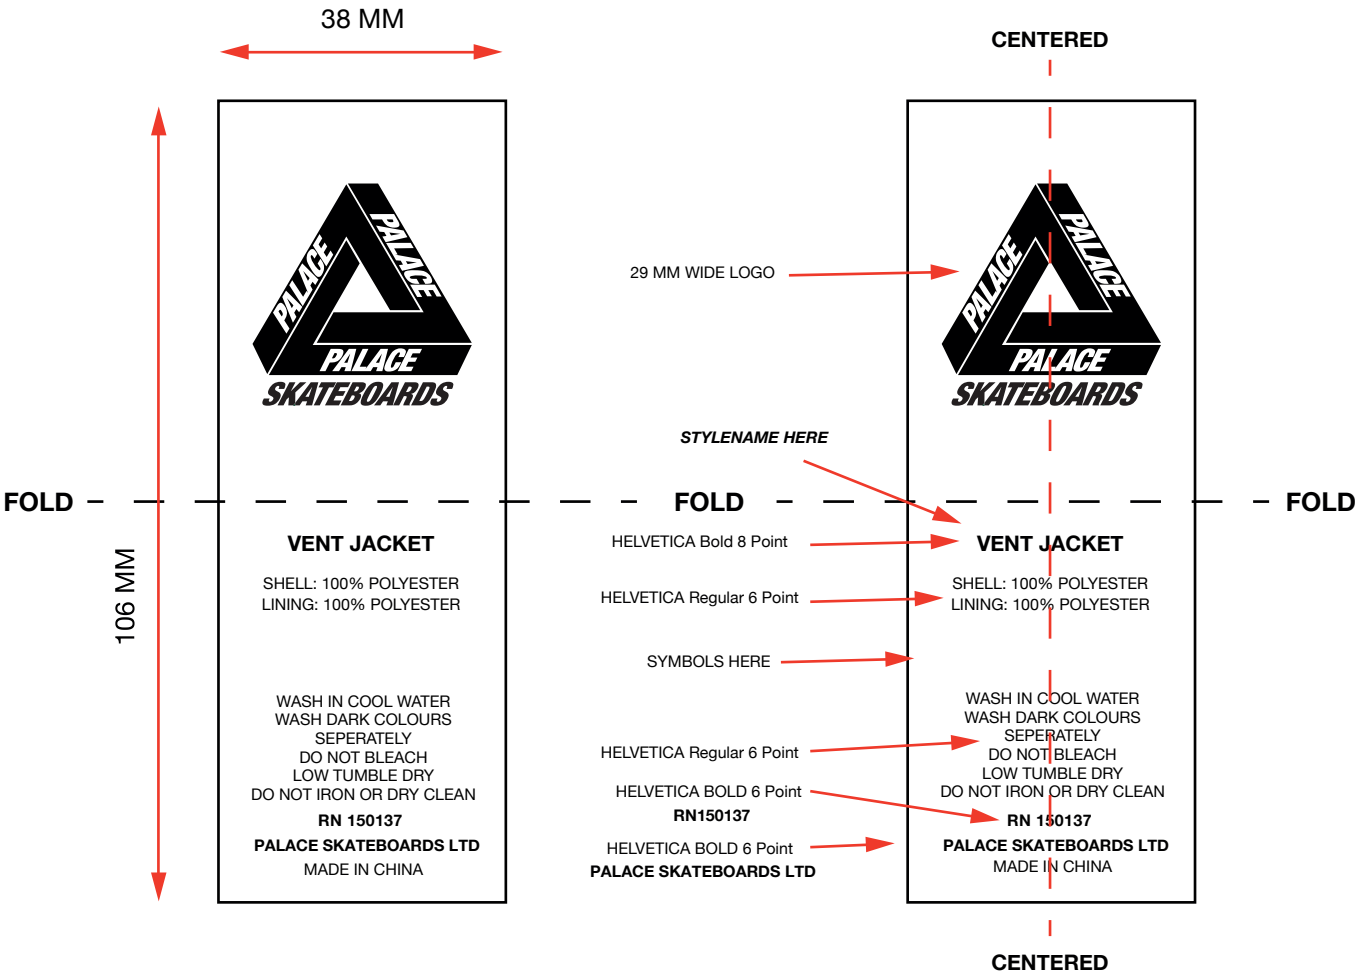 38 MM
CENTERED
PALACE
PALACE
PALACE
SKATEBOARDS
PALACE
PALACE
PALACE
SKATEBOARDS
29 MM WIDE LOGO
STYLENAME HERE
FOLD
FOLD
FOLD
106 MM
VENT JACKET
SHELL: 100% POLYESTER
LINING: 100% POLYESTER
WASH IN COOL WATER
WASH DARK COLOURS
SEPERATELY
DO NOT BLEACH
LOW TUMBLE DRY
DO NOT IRON OR DRY CLEAN
RN 150137
PALACE SKATEBOARDS LTD
MADE IN CHINA
HELVETICA Bold 8 Point
HELVETICA Regular 6 Point
SYMBOLS HERE
HELVETICA Regular 6 Point
HELVETICA BOLD 6 Point
RN150137
HELVETICA BOLD 6 Point
PALACE SKATEBOARDS LTD
VENT JACKET
SHELL: 100% POLYESTER
LINING: 100% POLYESTER
WASH IN COOL WATER
WASH DARK COLOURS
SEPERATELY
DO NOT BLEACH
LOW TUMBLE DRY
DO NOT IRON OR DRY CLEAN
RN 150137
PALACE SKATEBOARDS LTD
MADE IN CHINA
CENTERED